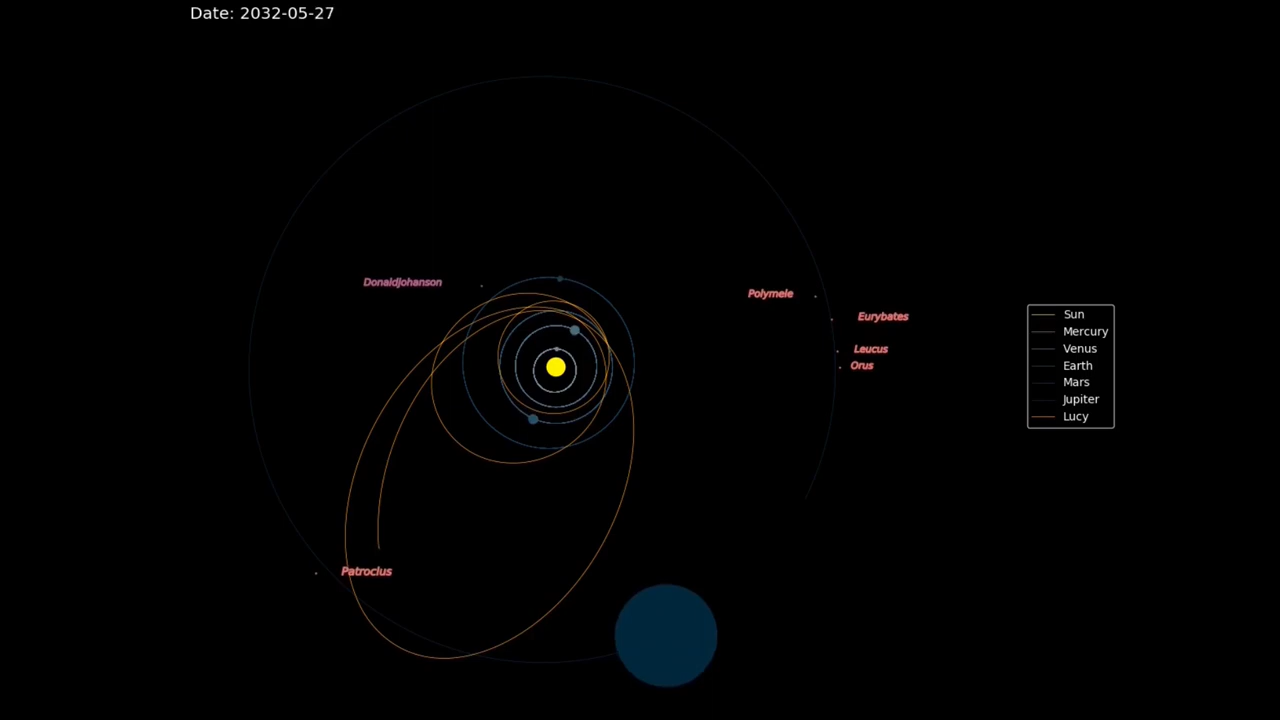 Date: 2032-05-27
Donaldjohanson
Polymele
Eurybates
Leucus
Orus
Patroclus
Sun
Mercury
Venus
Earth
Mars
Jupiter
Lucy